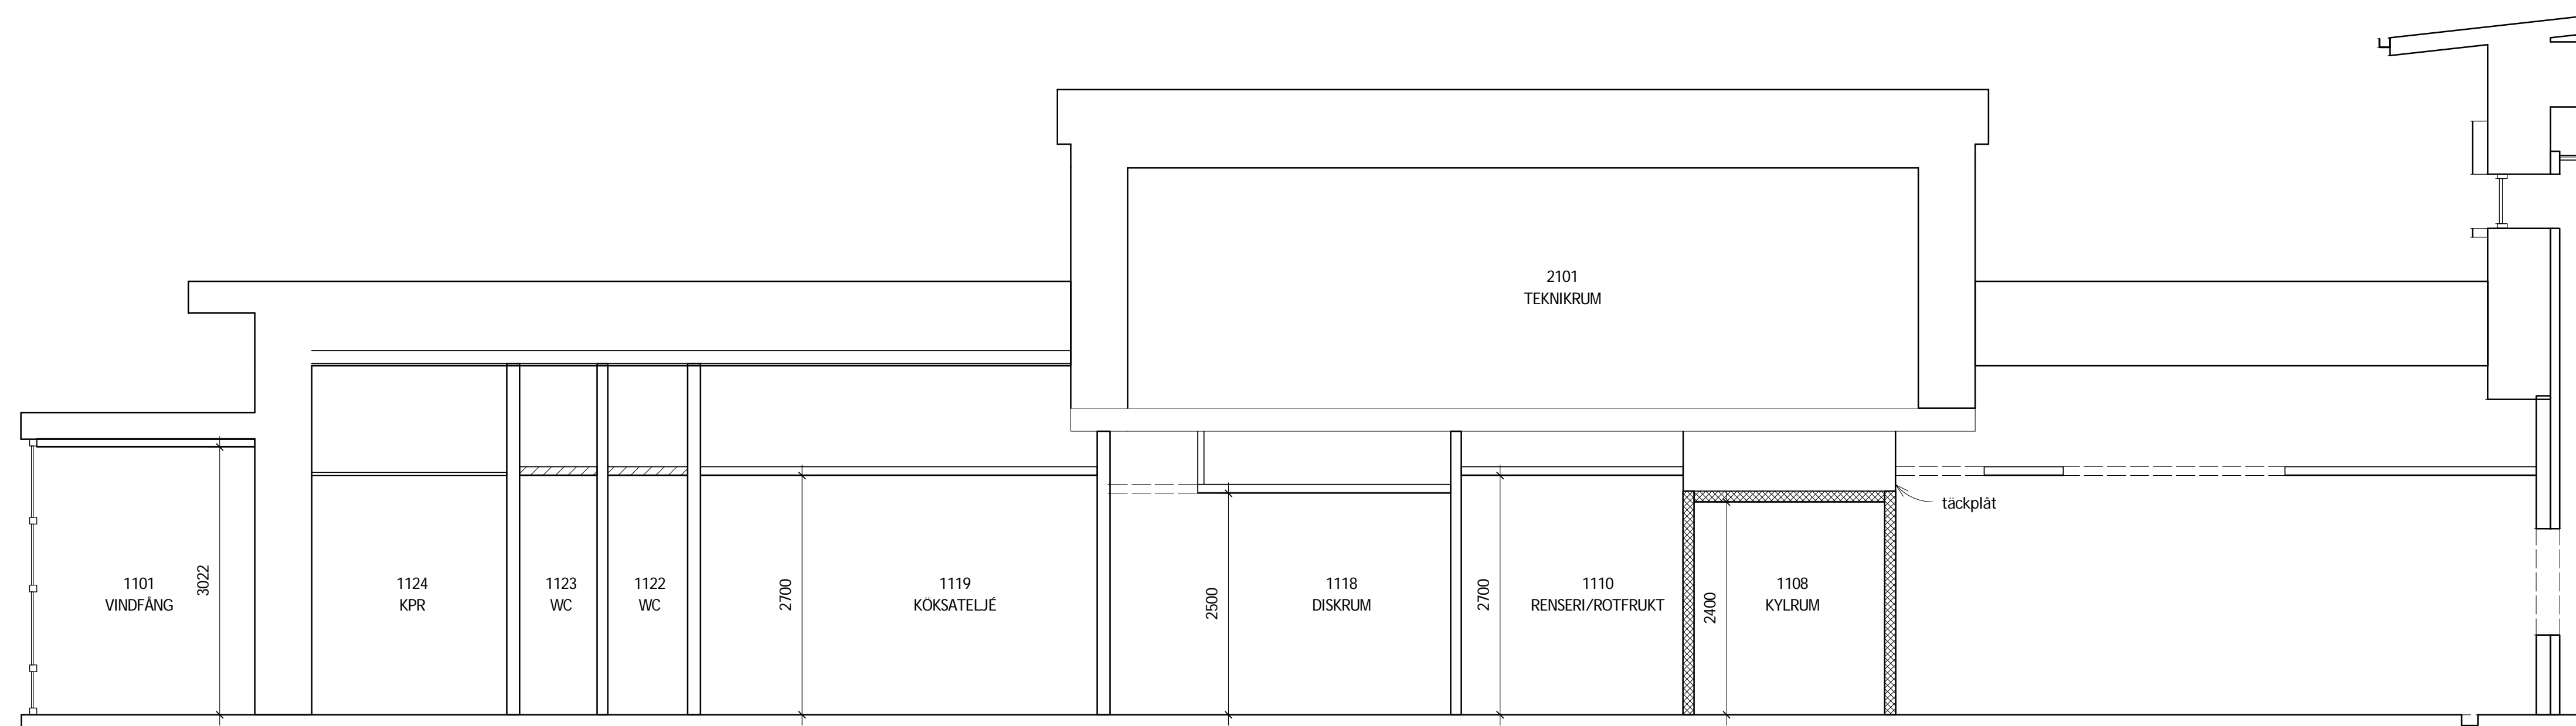 2101
TEKNIKRUM
täckplåt
1101
VINDFÅNG
3022
1124
KPR
1123
WC
1122
WC
2700
1119
KÖKSATELJÉ
2500
1118
DISKRUM
2700
1110
RENSERI/ROTFRUKT
2400
1108
KYLRUM